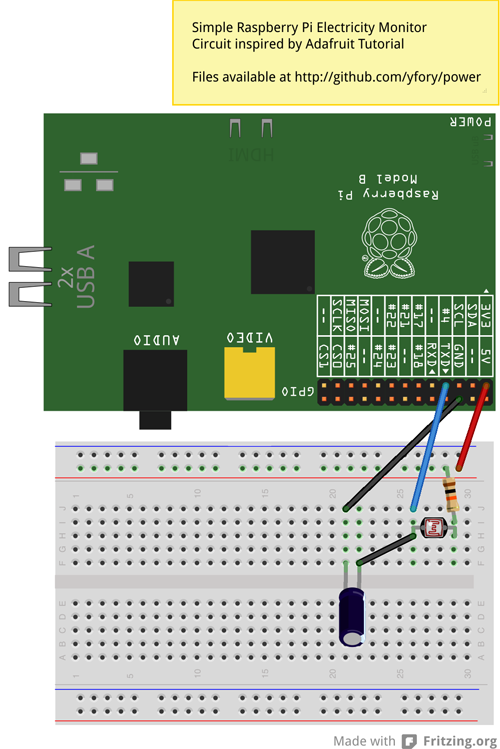 Simple Raspberry Pi Electricity Monitor
Circuit inspired by Adafruit Tutorial
Files available at http://github.com/yfory/power
POWER
HDMI
Raspberry Pi
Model B
2x
USB A
AUDIO
VIDEO
GPIO
-- SCLK MISO MOSI -- #22 #21 #17 -- #4 SCL SDA 3V3
CS1 CS0 #25 -- #24 #23 -- #18 RXD TXD GND -- 5V
1 5 10 15 20 25 30
J
I
H
G
F
E
D
C
B
A
1 5 10 15 20 25 30
Made with Fritzing.org